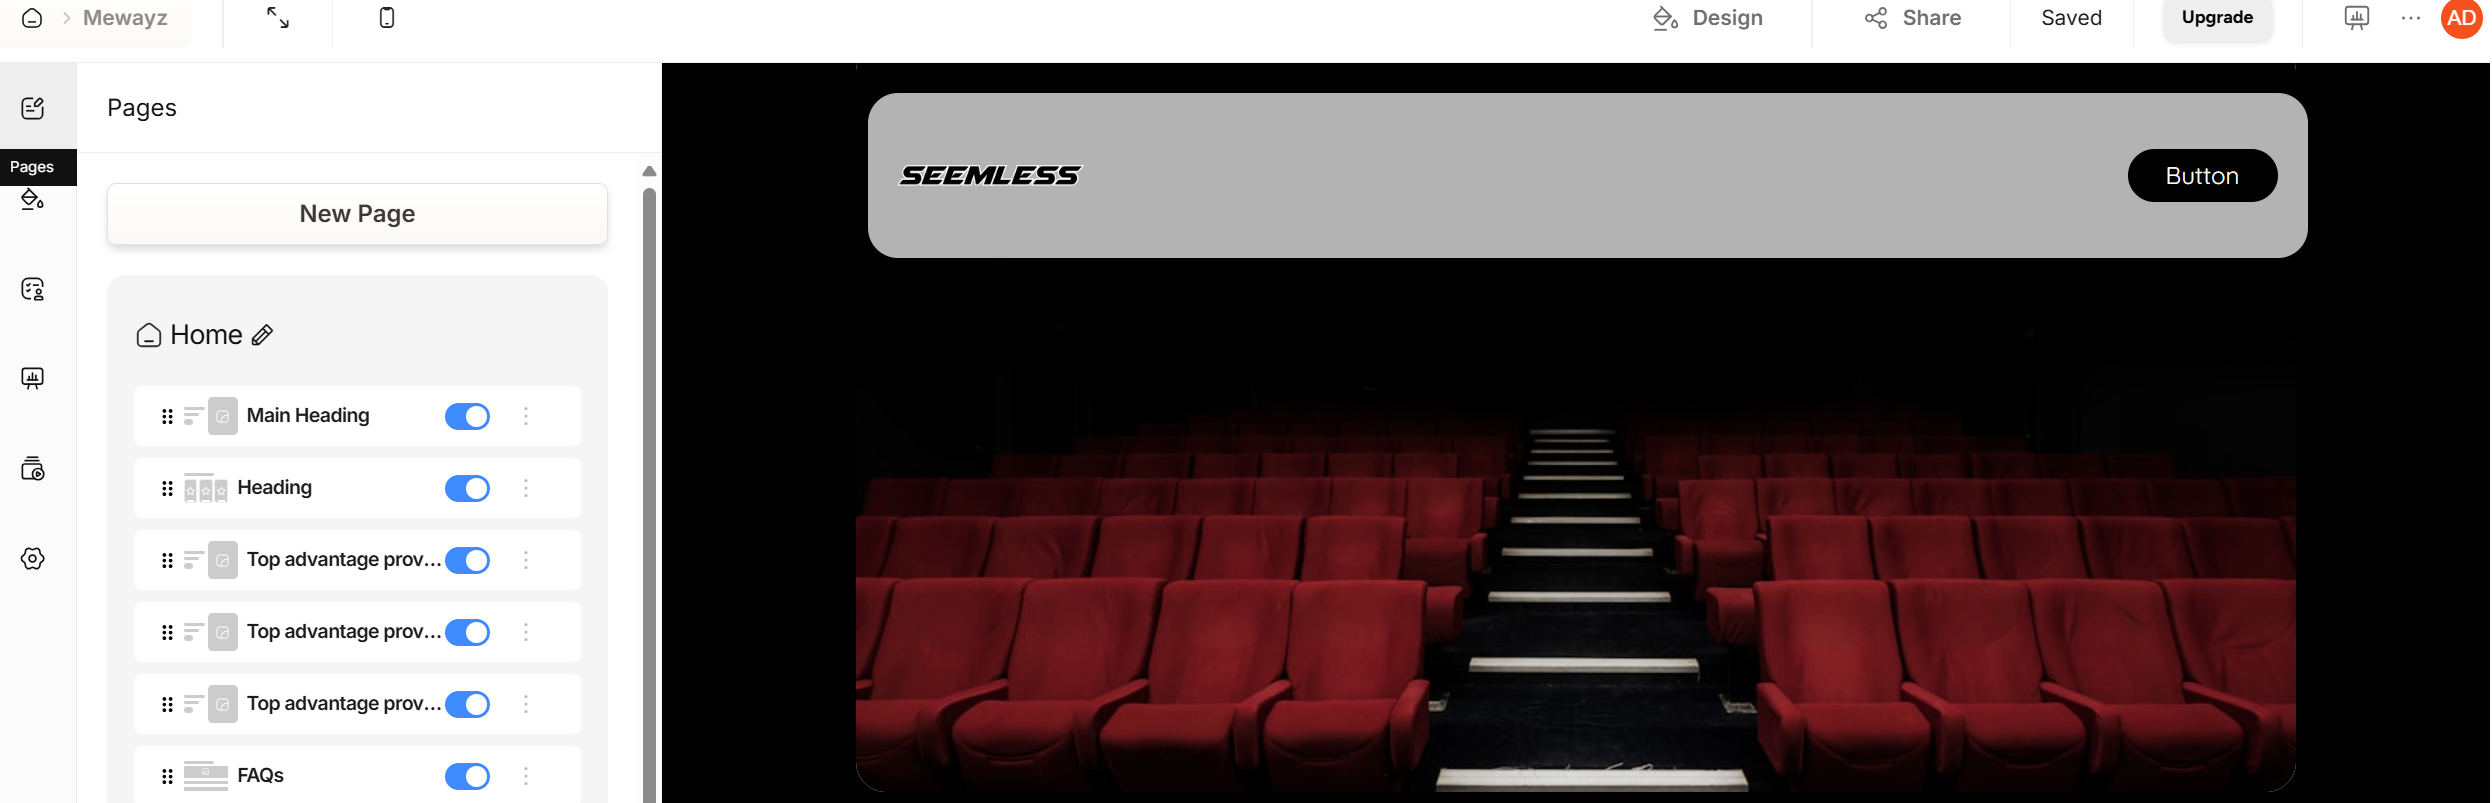 Mewayz
Design
Share
Saved
Upgrade
AD
Pages
Pages
New Page
Home
Main Heading
Heading
Top advantage prov...
Top advantage prov...
Top advantage prov...
FAQs
SEEMLESS
Button